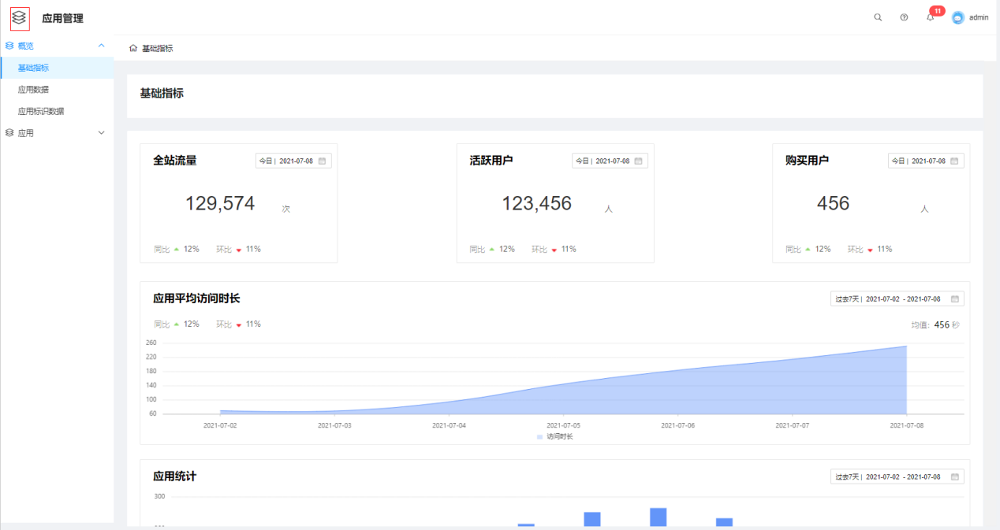 应用管理
11
admin
概览
基础指标
应用数据
应用标识数据
应用
基础指标
基础指标
全站流量
今日 | 2021-07-08
129,574 次
同比 12% 环比 11%
活跃用户
今日 | 2021-07-08
123,456 人
同比 12% 环比 11%
购买用户
今日 | 2021-07-08
456 人
同比 12% 环比 11%
应用平均访问时长
过去7天 | 2021-07-02 - 2021-07-08
同比 12% 环比 11%
均值: 456 秒
260
220
180
140
100
60
2021-07-02 2021-07-03 2021-07-04 2021-07-05 2021-07-06 2021-07-07 2021-07-08
访问时长
应用统计
过去7天 | 2021-07-02 - 2021-07-08
300